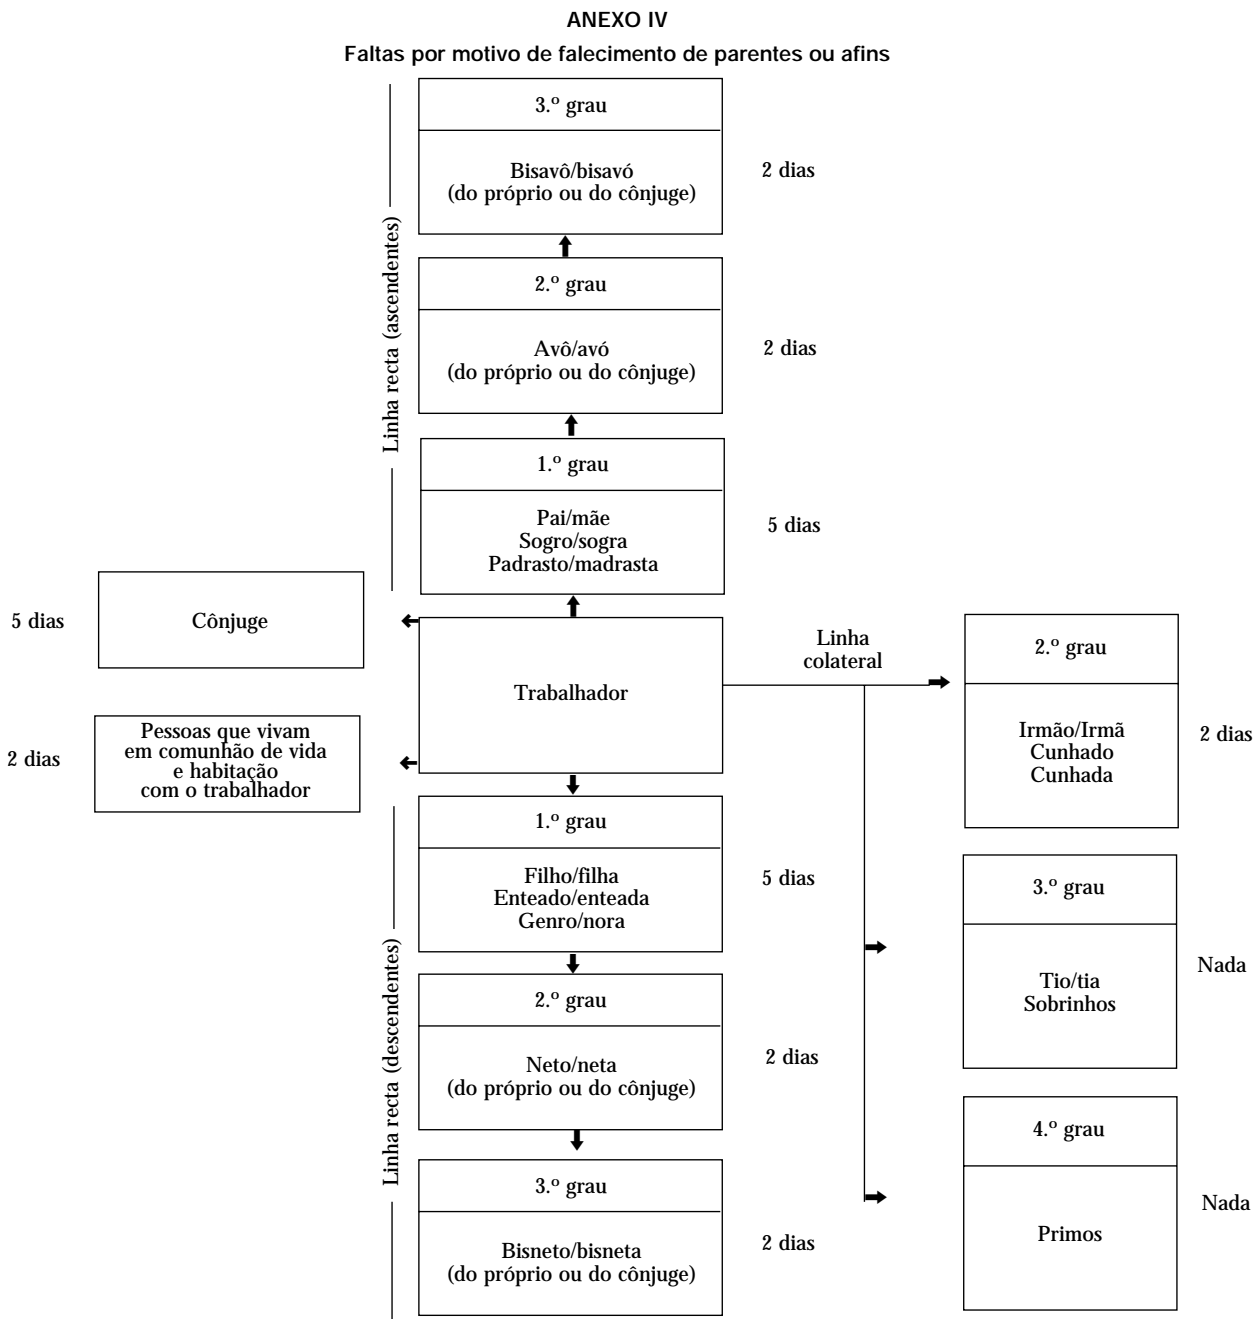 ANEXO IV
Faltas por motivo de falecimento de parentes ou afins
Linha recta (ascendentes)
3.º grau
Bisavô/bisavó
(do próprio ou do cônjuge)
2 dias
2.º grau
Avô/avó
(do próprio ou do cônjuge)
2 dias
1.º grau
Pai/mãe
Sogro/sogra
Padrasto/madrasta
5 dias
5 dias
Cônjuge
Trabalhador
2 dias
Pessoas que vivam
em comunhão de vida
e habitação
com o trabalhador
Linha
colateral
2.º grau
Irmão/Irmã
Cunhado
Cunhada
2 dias
3.º grau
Tio/tia
Sobrinhos
Nada
4.º grau
Primos
Nada
Linha recta (descendentes)
1.º grau
Filho/filha
Enteado/enteada
Genro/nora
5 dias
2.º grau
Neto/neta
(do próprio ou do cônjuge)
2 dias
3.º grau
Bisneto/bisneta
(do próprio ou do cônjuge)
2 dias